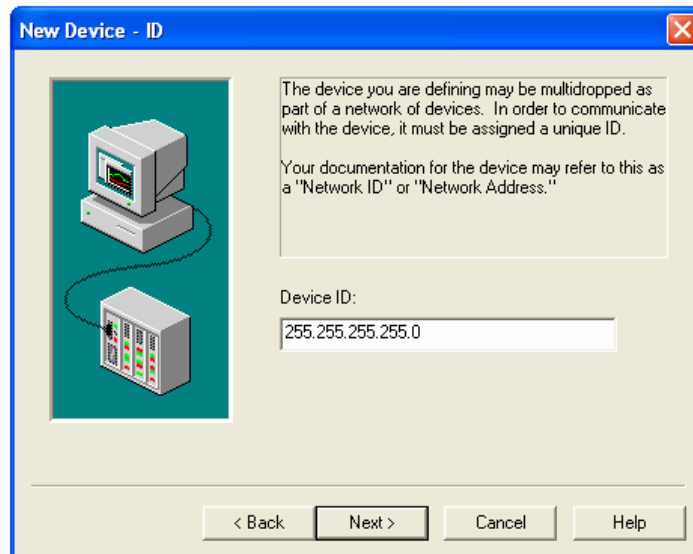 New Device - ID
The device you are defining may be multidropped as
part of a network of devices. In order to communicate
with the device, it must be assigned a unique ID.
Your documentation for the device may refer to this as
a "Network ID" or "Network Address."
Device ID:
255.255.255.255.0
< Back
Next >
Cancel
Help